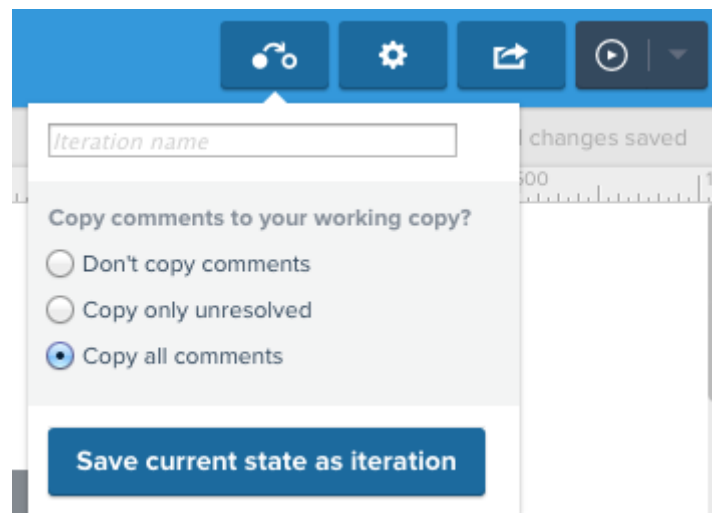 Iteration name
changes saved
500
Copy comments to your working copy?
Don't copy comments
Copy only unresolved
Copy all comments
Save current state as iteration